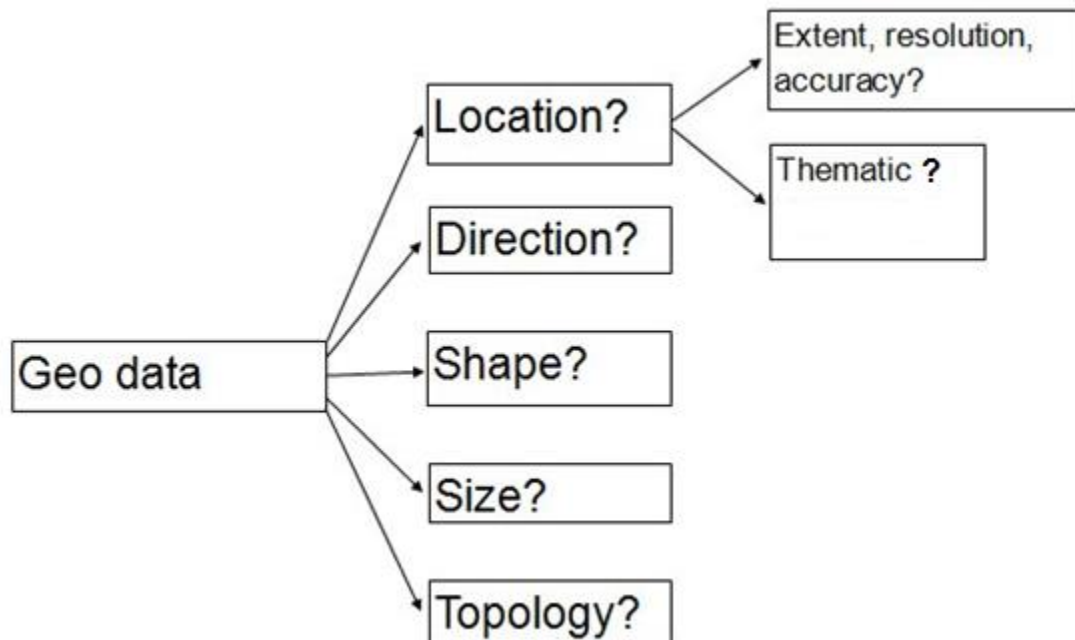 Geo data
Location?
Direction?
Shape?
Size?
Topology?
Extent, resolution,
accuracy?
Thematic ?